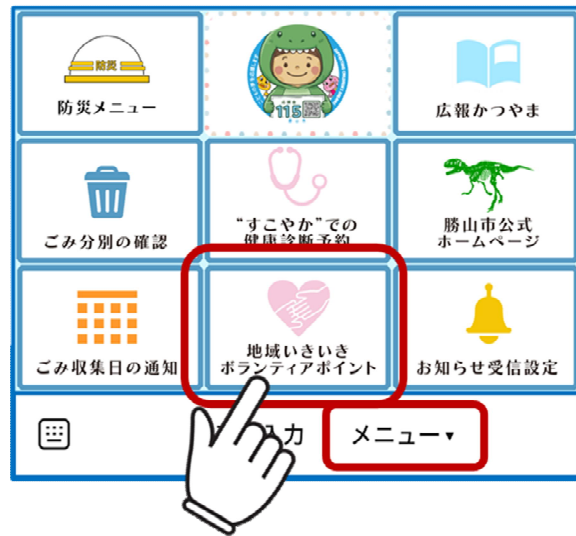 防災
防災メニュー
115
広報かつやま
ごみ分別の確認
“すこやか”での
健康診断予約
勝山市公式
ホームページ
ごみ収集日の通知
地域いきいき
ボランティアポイント
お知らせ受信設定
入力
メニュー▼